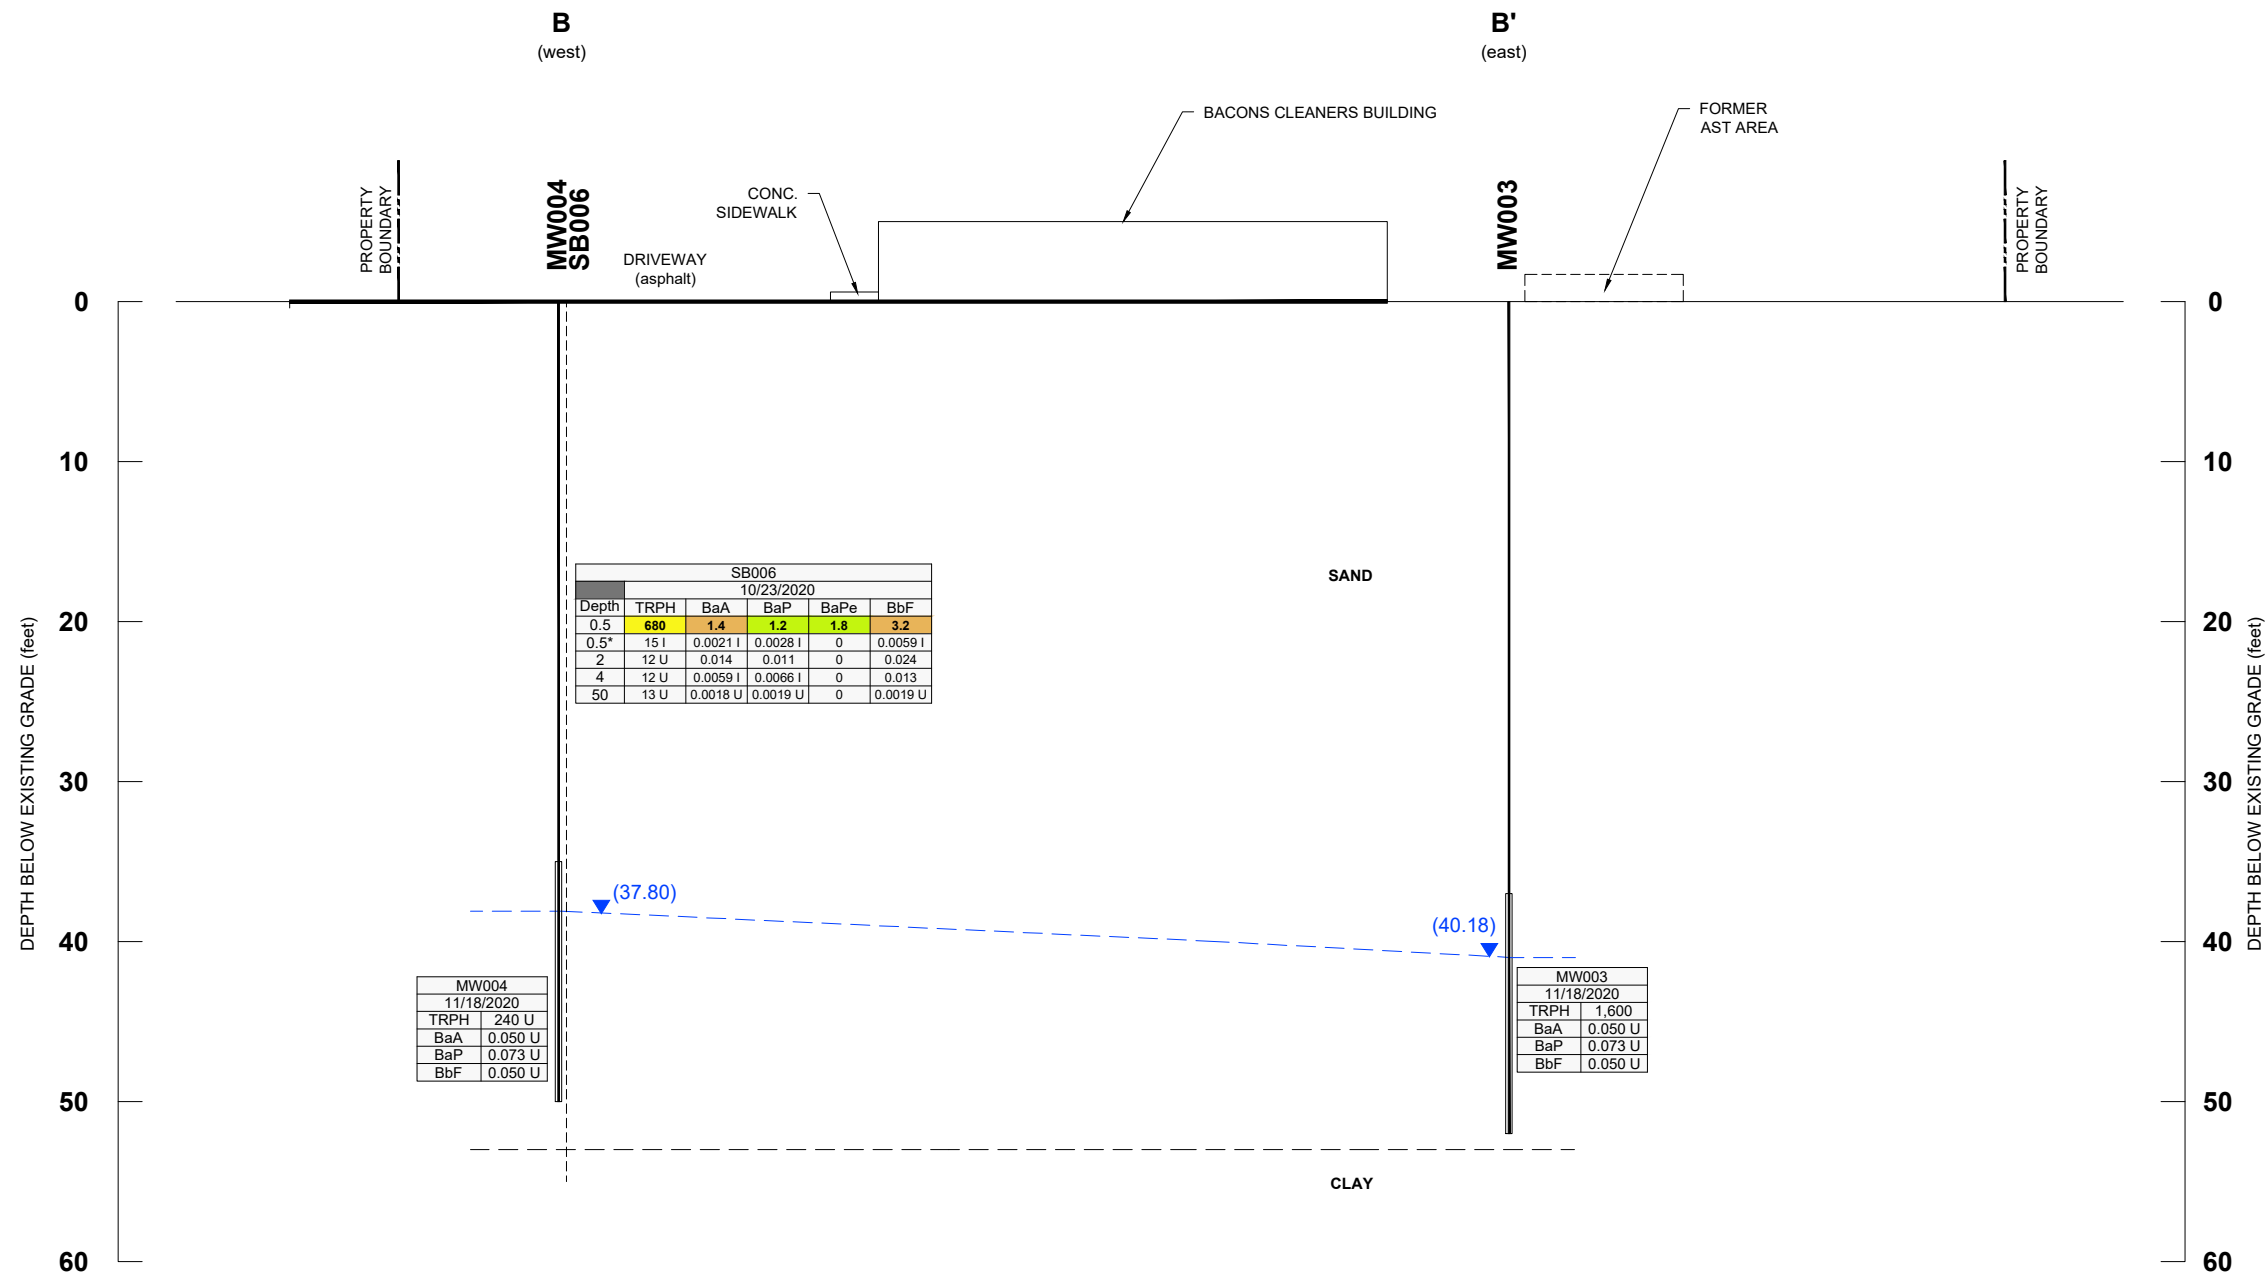 B
(west)
B'
(east)
BACONS CLEANERS BUILDING
FORMER
AST AREA
PROPERTY
BOUNDARY
MW004
SB006
CONC.
SIDEWALK
DRIVEWAY
(asphalt)
MW003
PROPERTY
BOUNDARY
0
10
20
30
40
50
60
DEPTH BELOW EXISTING GRADE (feet)
SB006
10/23/2020
Depth TRPH BaA BaP BaPe BbF
0.5 680 1.4 1.2 1.8 3.2
0.5* 15 I 0.0021 I 0.0028 I 0 0.0059 I
2 12 U 0.014 0.011 0 0.024
4 12 U 0.0059 I 0.0066 I 0 0.013
50 13 U 0.0018 U 0.0019 U 0 0.0019 U
SAND
(37.80)
(40.18)
MW004
11/18/2020
TRPH 240 U
BaA 0.050 U
BaP 0.073 U
BbF 0.050 U
MW003
11/18/2020
TRPH 1,600
BaA 0.050 U
BaP 0.073 U
BbF 0.050 U
CLAY
0
10
20
30
40
50
60
DEPTH BELOW EXISTING GRADE (feet)